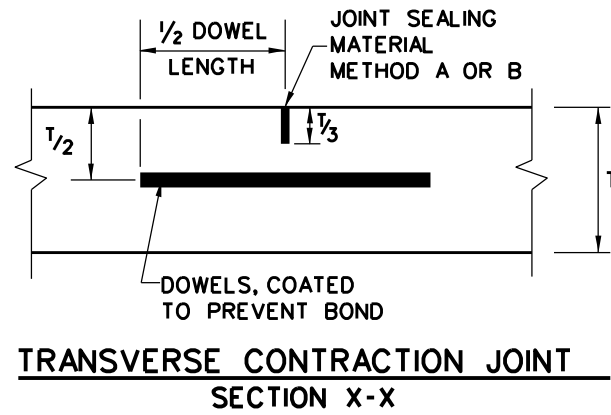 1/2 DOWEL
LENGTH
JOINT SEALING
MATERIAL
METHOD A OR B
T/2
T/3
T
DOWELS, COATED
TO PREVENT BOND
TRANSVERSE CONTRACTION JOINT
SECTION X-X